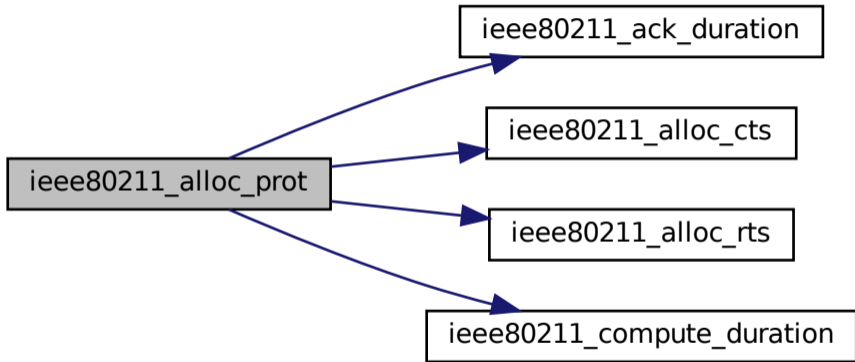 ieee80211_ack_duration
ieee80211_alloc_cts
ieee80211_alloc_prot
ieee80211_alloc_rts
ieee80211_compute_duration